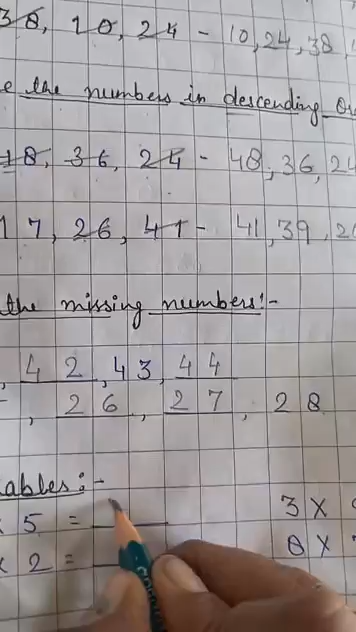 38, 10, 24 - 10, 24, 38,
the numbers in descending
18, 36, 24 - 48, 36, 24
17, 26, 41 - 41, 39, 2
the missing numbers:-
, 42, 43, 44
, 26, 27, 28
ables:-
× 5 = 3 ×
× 2 = 8 ×